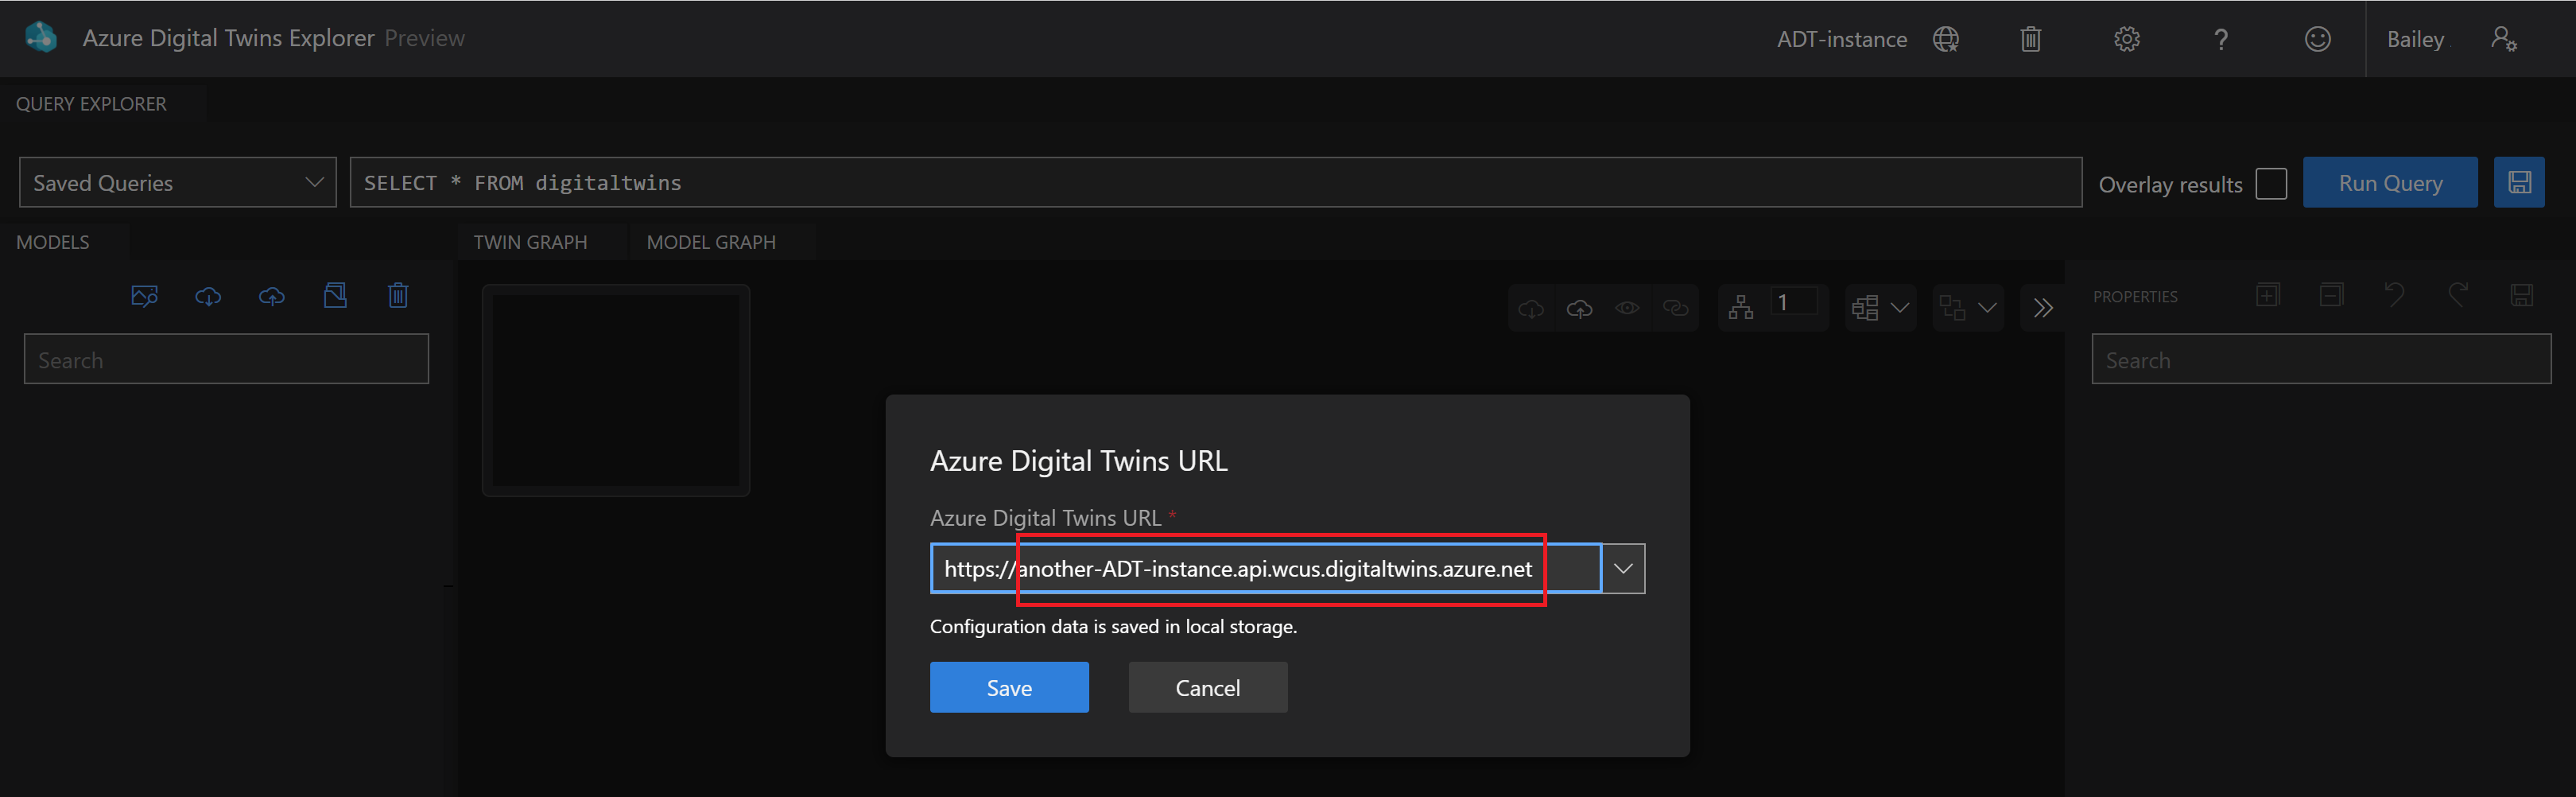 Azure Digital Twins Explorer Preview
ADT-instance
?
Bailey
QUERY EXPLORER
Saved Queries
SELECT * FROM digitaltwins
Overlay results
Run Query
MODELS
TWIN GRAPH
MODEL GRAPH
1
PROPERTIES
Search
Search
Azure Digital Twins URL
Azure Digital Twins URL *
https://another-ADT-instance.api.wcus.digitaltwins.azure.net
Configuration data is saved in local storage.
Save
Cancel